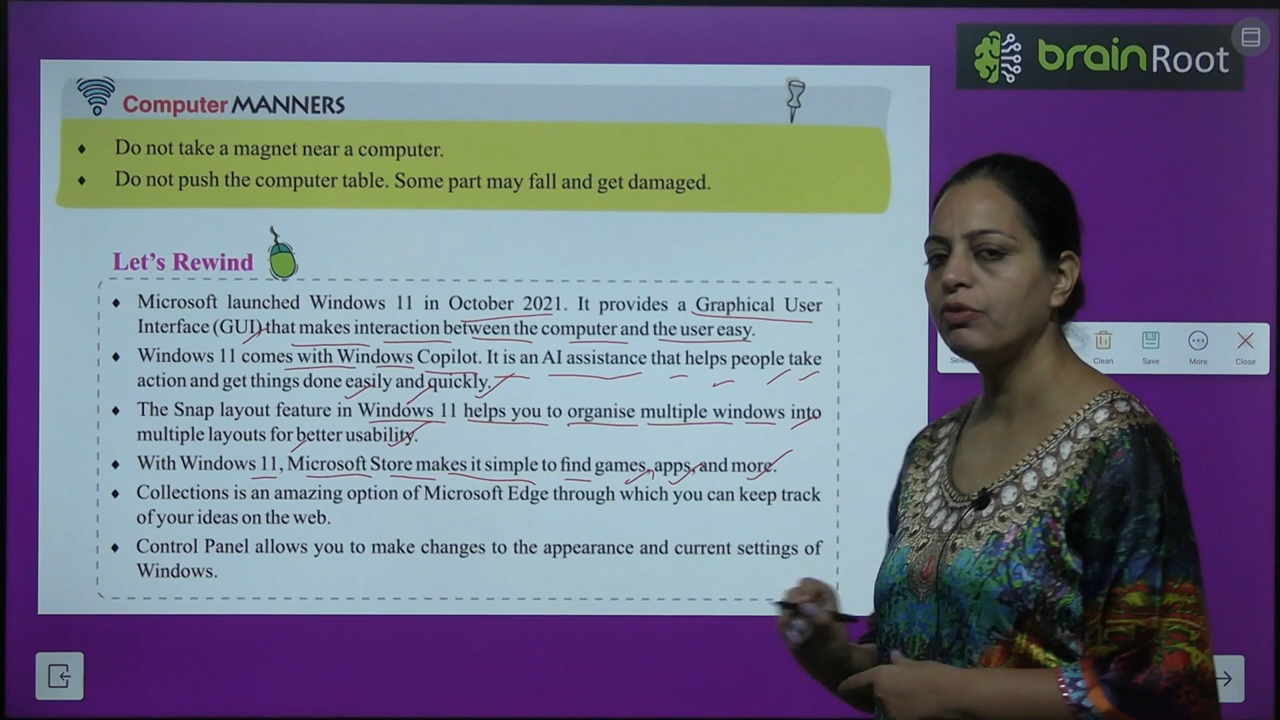 brainRoot
Computer MANNERS
♦ Do not take a magnet near a computer.
♦ Do not push the computer table. Some part may fall and get damaged.
Let's Rewind
♦ Microsoft launched Windows 11 in October 2021. It provides a Graphical User
Interface (GUI) that makes interaction between the computer and the user easy.
♦ Windows 11 comes with Windows Copilot. It is an AI assistance that helps people take
action and get things done easily and quickly.
♦ The Snap layout feature in Windows 11 helps you to organise multiple windows into
multiple layouts for better usability.
♦ With Windows 11, Microsoft Store makes it simple to find games, apps, and more.
♦ Collections is an amazing option of Microsoft Edge through which you can keep track
of your ideas on the web.
♦ Control Panel allows you to make changes to the appearance and current settings of
Windows.
Clean Save More Close